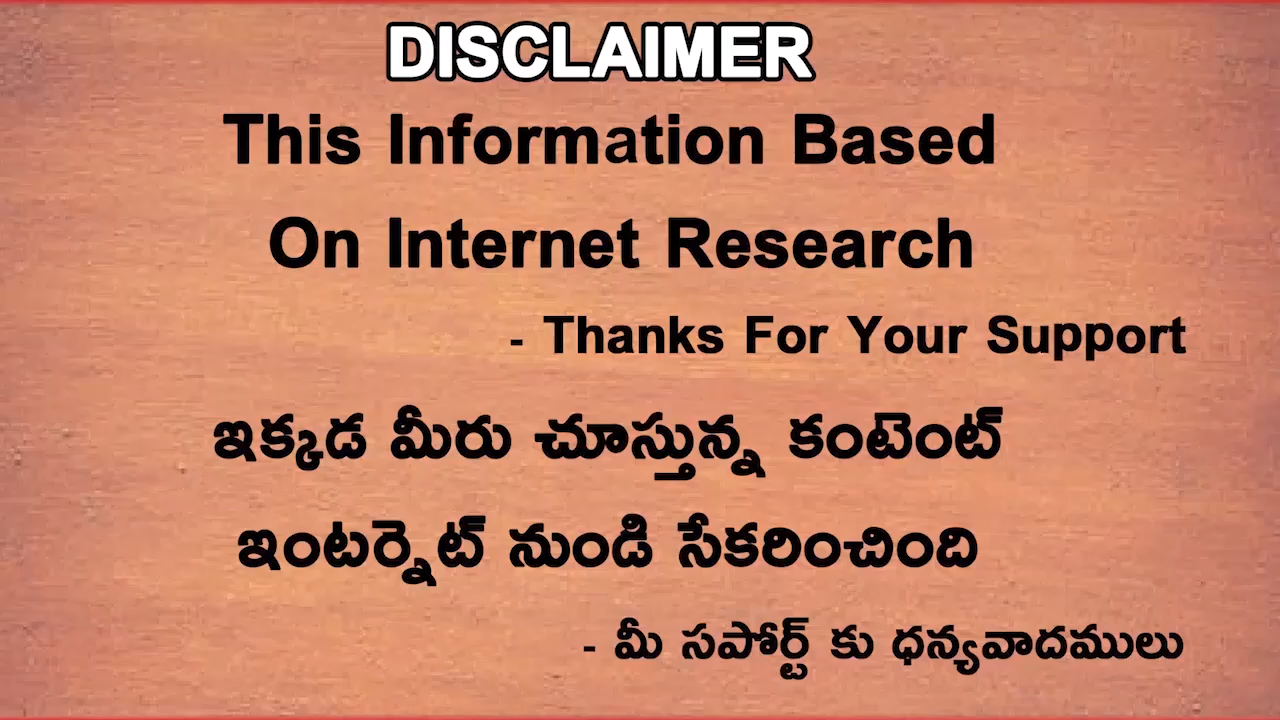 DISCLAIMER
This Information Based
On Internet Research
- Thanks For Your Support
ఇక్కడ మీరు చూస్తున్న కంటెంట్
ఇంటర్నెట్ నుండి సేకరించింది
- మీ సపోర్ట్ కు ధన్యవాదములు